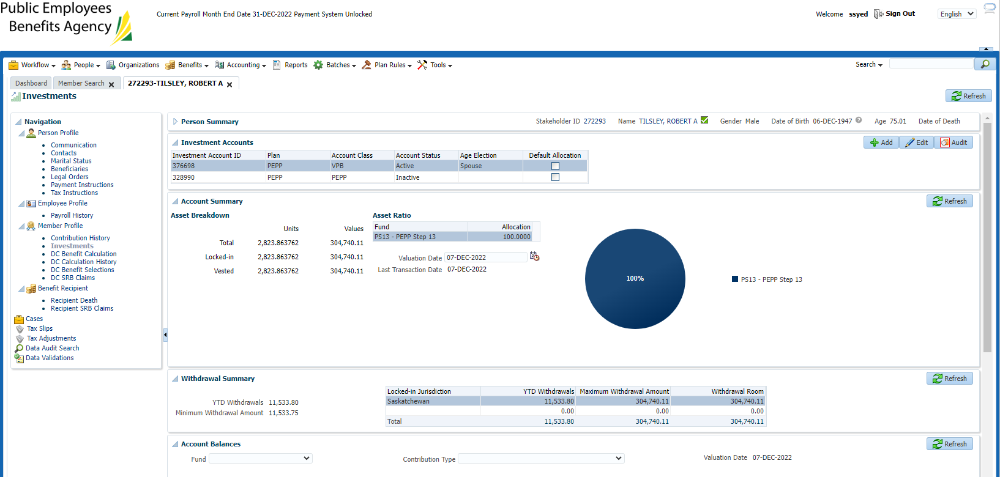 Public Employees
Benefits Agency
Current Payroll Month End Date 31-DEC-2022 Payment System Unlocked
Welcome ssyed Sign Out English
Workflow People Organizations Benefits Accounting Reports Batches Plan Rules Tools Search
Dashboard Member Search 272293-TILSLEY, ROBERT A
Investments
Refresh
Navigation
Person Profile
Communication
Contacts
Marital Status
Beneficiaries
Legal Orders
Payment Instructions
Tax Instructions
Employee Profile
Payroll History
Member Profile
Contribution History
Investments
DC Benefit Calculation
DC Calculation History
DC Benefit Selections
DC SRB Claims
Benefit Recipient
Recipient Death
Recipient SRB Claims
Cases
Tax Slips
Tax Adjustments
Data Audit Search
Data Validations
Person Summary Stakeholder ID 272293 Name TILSLEY, ROBERT A Gender Male Date of Birth 06-DEC-1947 Age 75.01 Date of Death
Investment Accounts Add Edit Audit
Investment Account ID Plan Account Class Account Status Age Election Default Allocation
376698 PEPP VPB Active Spouse
328990 PEPP PEPP Inactive
Account Summary Refresh
Asset Breakdown
Units Values
Total 2,823.863762 304,740.11
Locked-in 2,823.863762 304,740.11
Vested 2,823.863762 304,740.11
Asset Ratio
Fund Allocation
PS13 - PEPP Step 13 100.0000
Valuation Date 07-DEC-2022
Last Transaction Date 07-DEC-2022
100%
PS13 - PEPP Step 13
Withdrawal Summary Refresh
YTD Withdrawals 11,533.80
Minimum Withdrawal Amount 11,533.75
Locked-in Jurisdiction YTD Withdrawals Maximum Withdrawal Amount Withdrawal Room
Saskatchewan 11,533.80 304,740.11 304,740.11
0.00 0.00 0.00
Total 11,533.80 304,740.11 304,740.11
Account Balances Refresh
Fund Contribution Type Valuation Date 07-DEC-2022